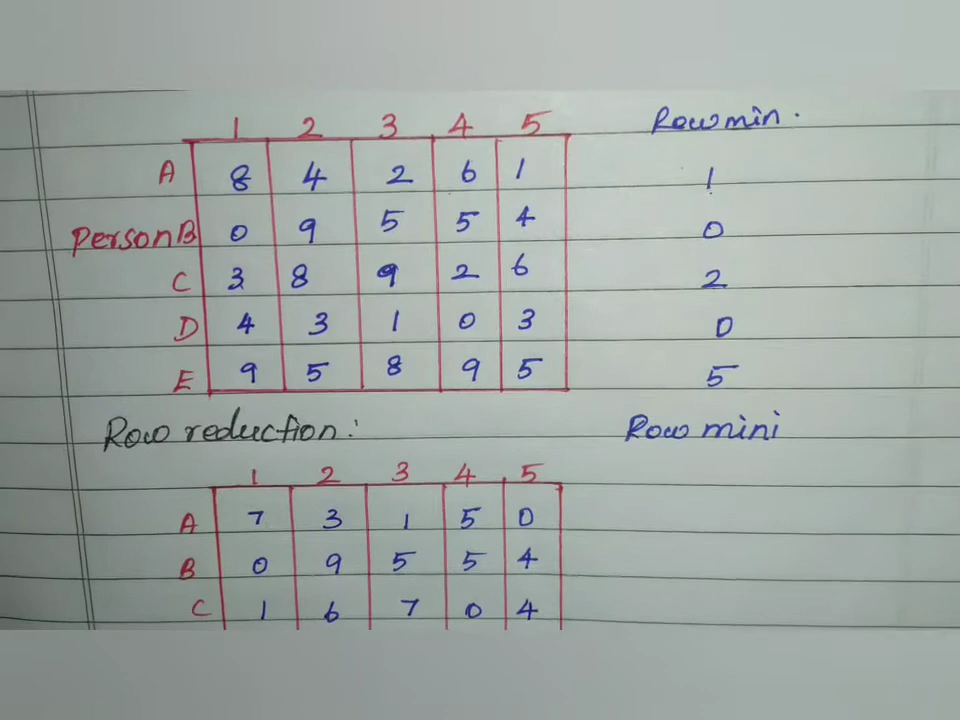 1 2 3 4 5 Rowmin.
A 8 4 2 6 1 1
Person B 0 9 5 5 4 0
C 3 8 9 2 6 2
D 4 3 1 0 3 0
E 9 5 8 9 5 5
Row reduction: Row mini
1 2 3 4 5
A 7 3 1 5 0
B 0 9 5 5 4
C 1 6 7 0 4